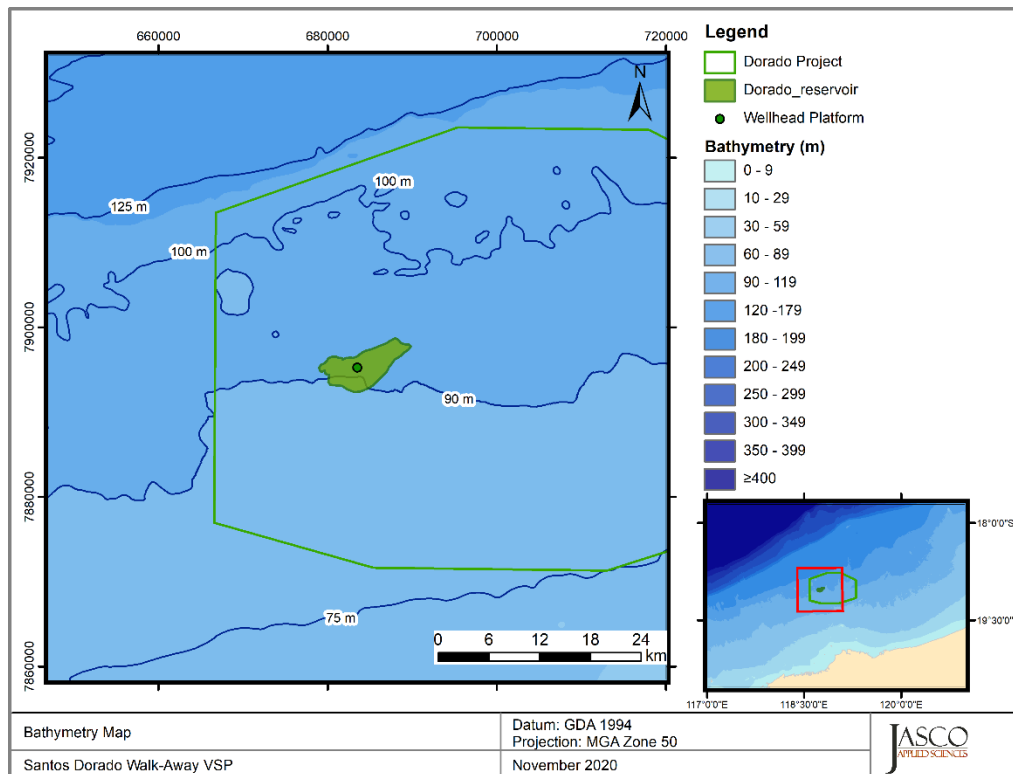 660000
680000
700000
720000
7920000
7900000
7880000
7860000
N
125 m
100 m
100 m
90 m
75 m
0 6 12 18 24
km
Legend
Dorado Project
Dorado_reservoir
Wellhead Platform
Bathymetry (m)
0 - 9
10 - 29
30 - 59
60 - 89
90 - 119
120 -179
180 - 199
200 - 249
250 - 299
300 - 349
350 - 399
≥400
18°0'0"S
19°30'0"S
117°0'0"E
118°30'0"E
120°0'0"E
Bathymetry Map
Datum: GDA 1994
Projection: MGA Zone 50
Santos Dorado Walk-Away VSP
November 2020
JASCO
APPLIED SCIENCES